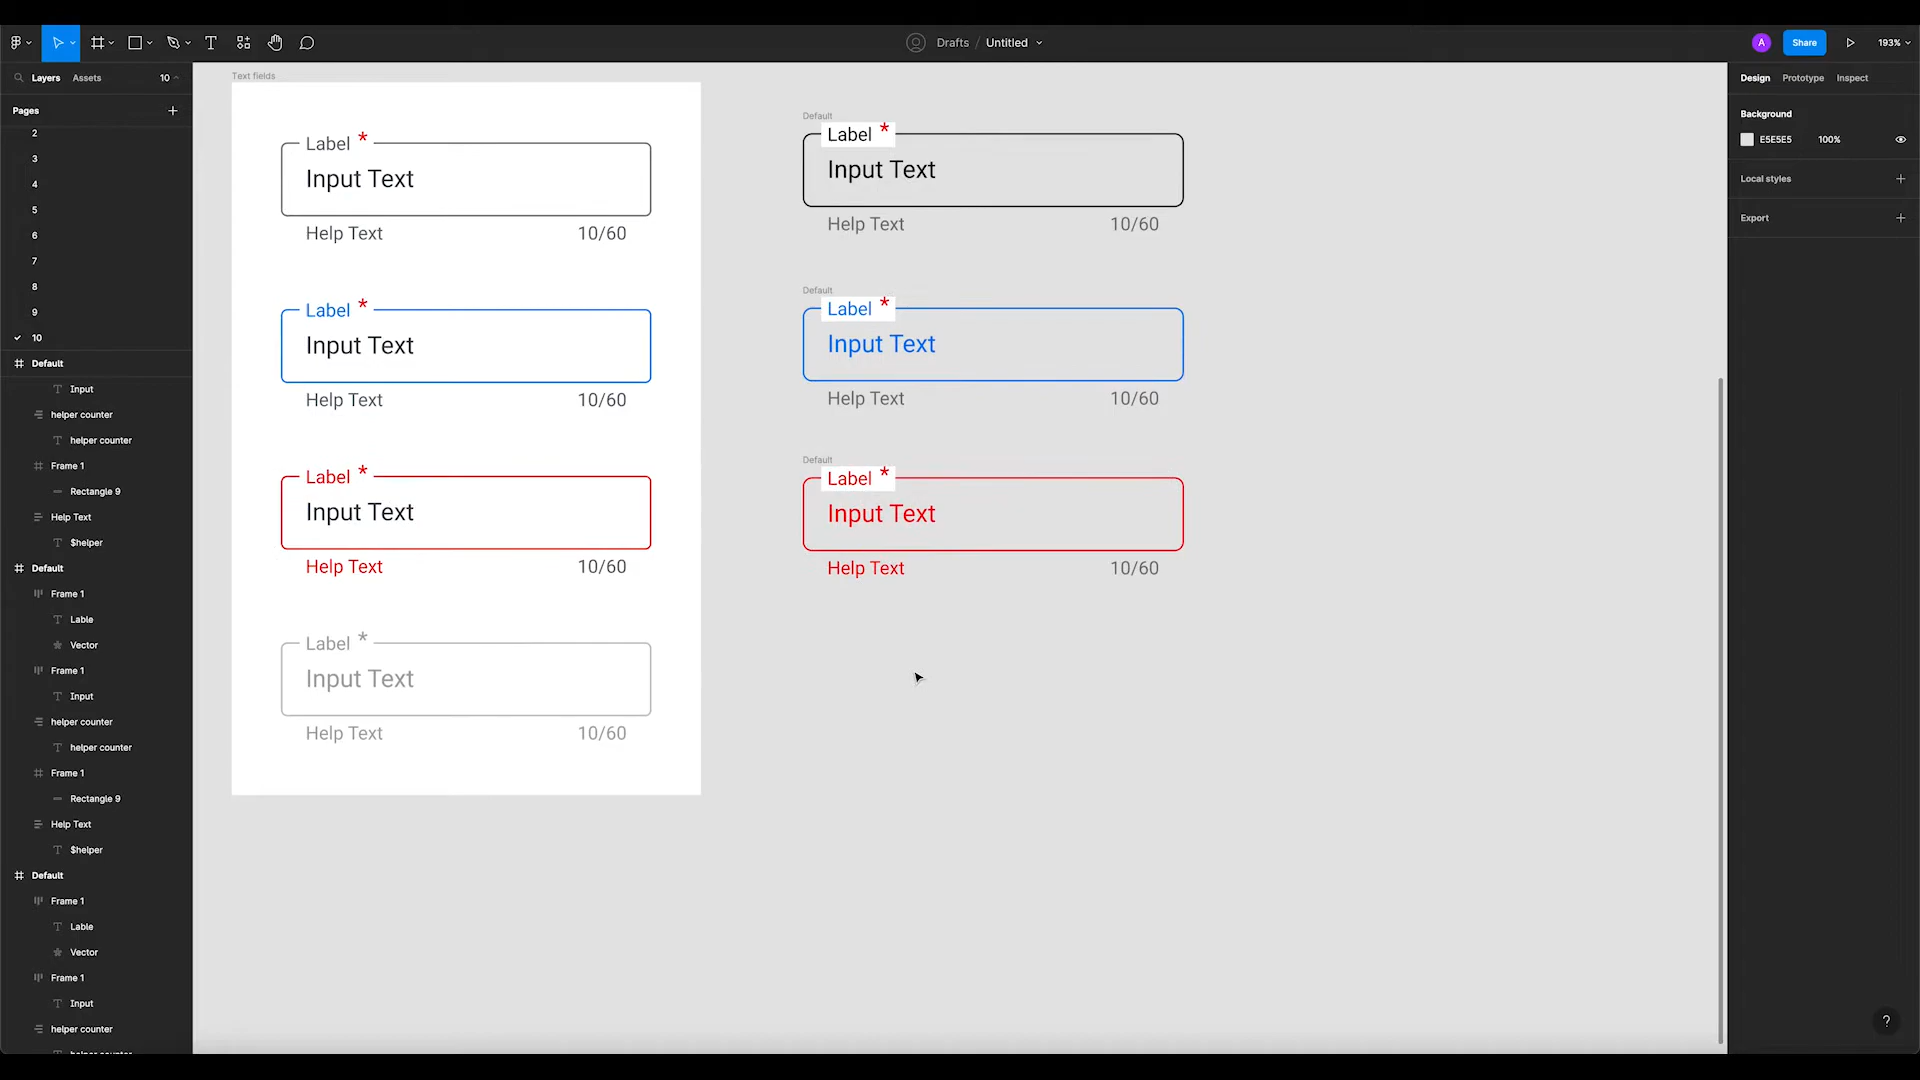 Drafts / Untitled
A
Share
193%
Layers
Assets
10
Pages
2
3
4
5
6
7
8
9
10
Default
Input
helper counter
helper counter
Frame 1
Rectangle 9
Help Text
$helper
Default
Frame 1
Lable
Vector
Frame 1
Input
helper counter
helper counter
Frame 1
Rectangle 9
Help Text
$helper
Default
Frame 1
Lable
Vector
Frame 1
Input
helper counter
helper counter
Text fields
Label *
Input Text
Help Text 10/60
Label *
Input Text
Help Text 10/60
Label *
Input Text
Help Text 10/60
Label *
Input Text
Help Text 10/60
Default
Label *
Input Text
Help Text 10/60
Default
Label *
Input Text
Help Text 10/60
Default
Label *
Input Text
Help Text 10/60
Design
Prototype
Inspect
Background
E5E5E5 100%
Local styles
Export
?